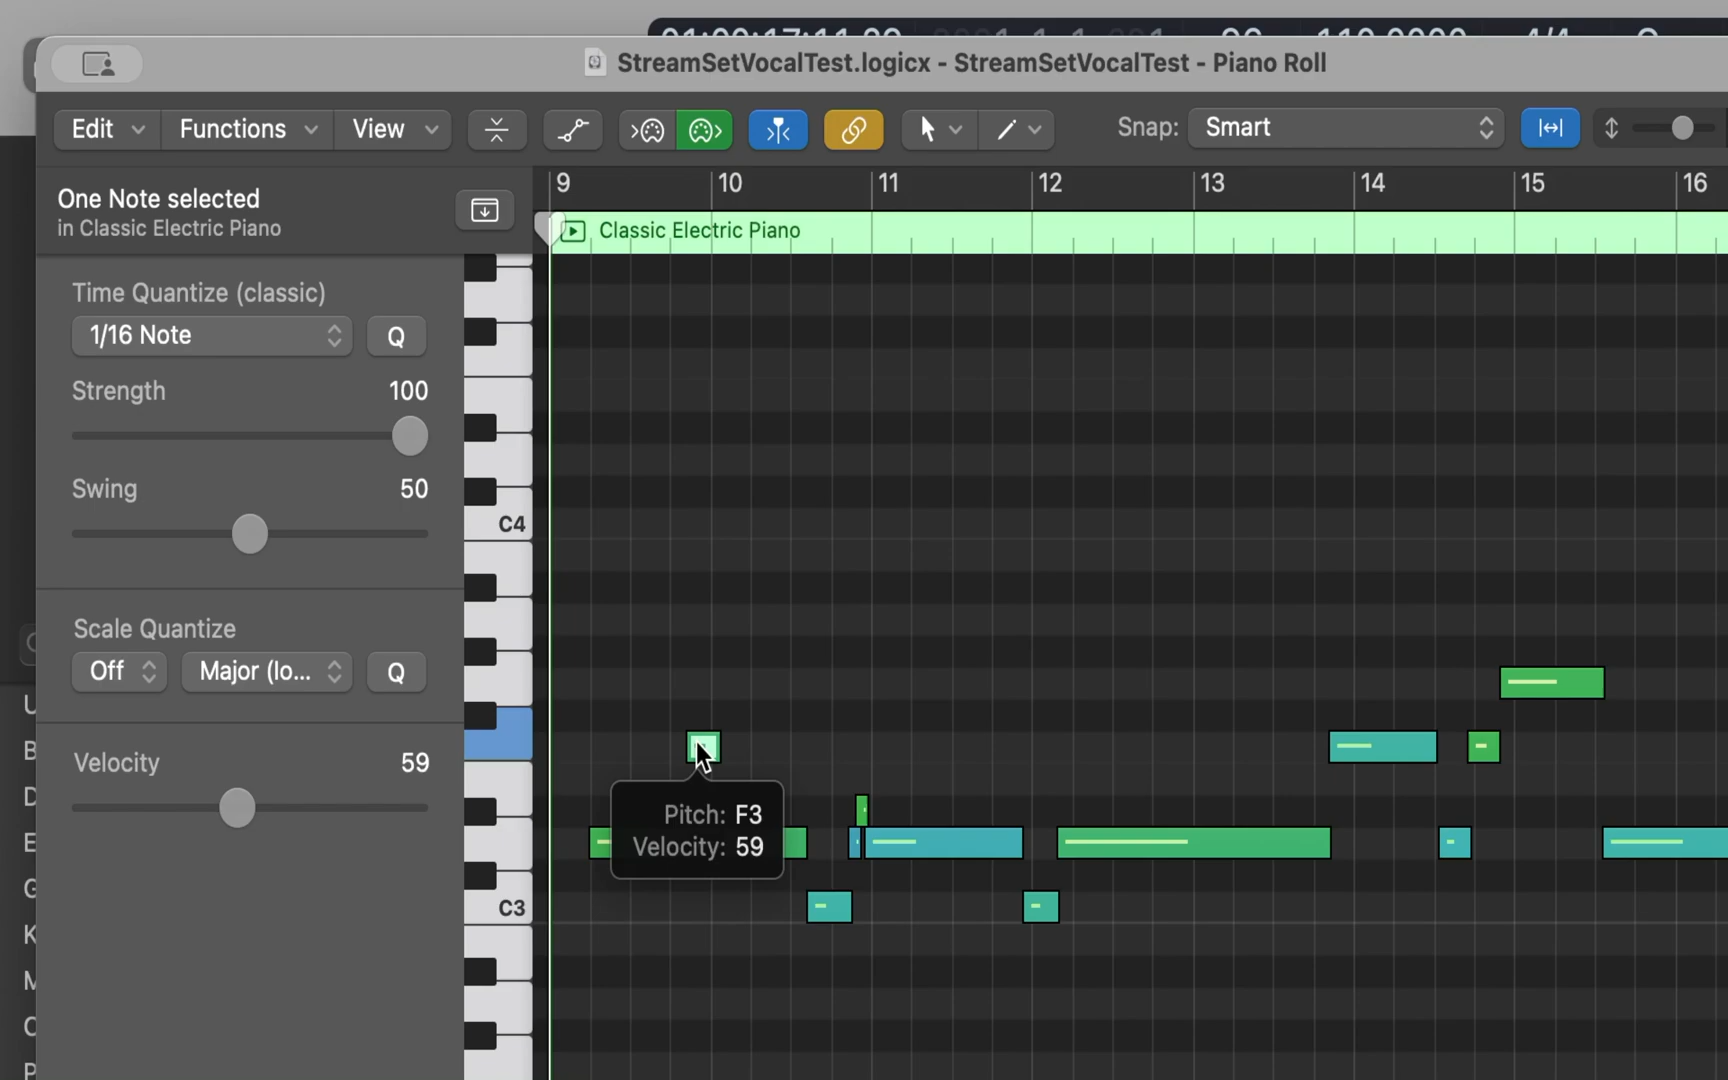 StreamSetVocalTest.logicx - StreamSetVocalTest - Piano Roll
Edit Functions View Snap: Smart
One Note selected
in Classic Electric Piano
9 10 11 12 13 14 15 16
Classic Electric Piano
Time Quantize (classic)
1/16 Note Q
Strength 100
Swing 50
C4
Scale Quantize
Off Major (lo... Q
Velocity 59
Pitch: F3
Velocity: 59
C3